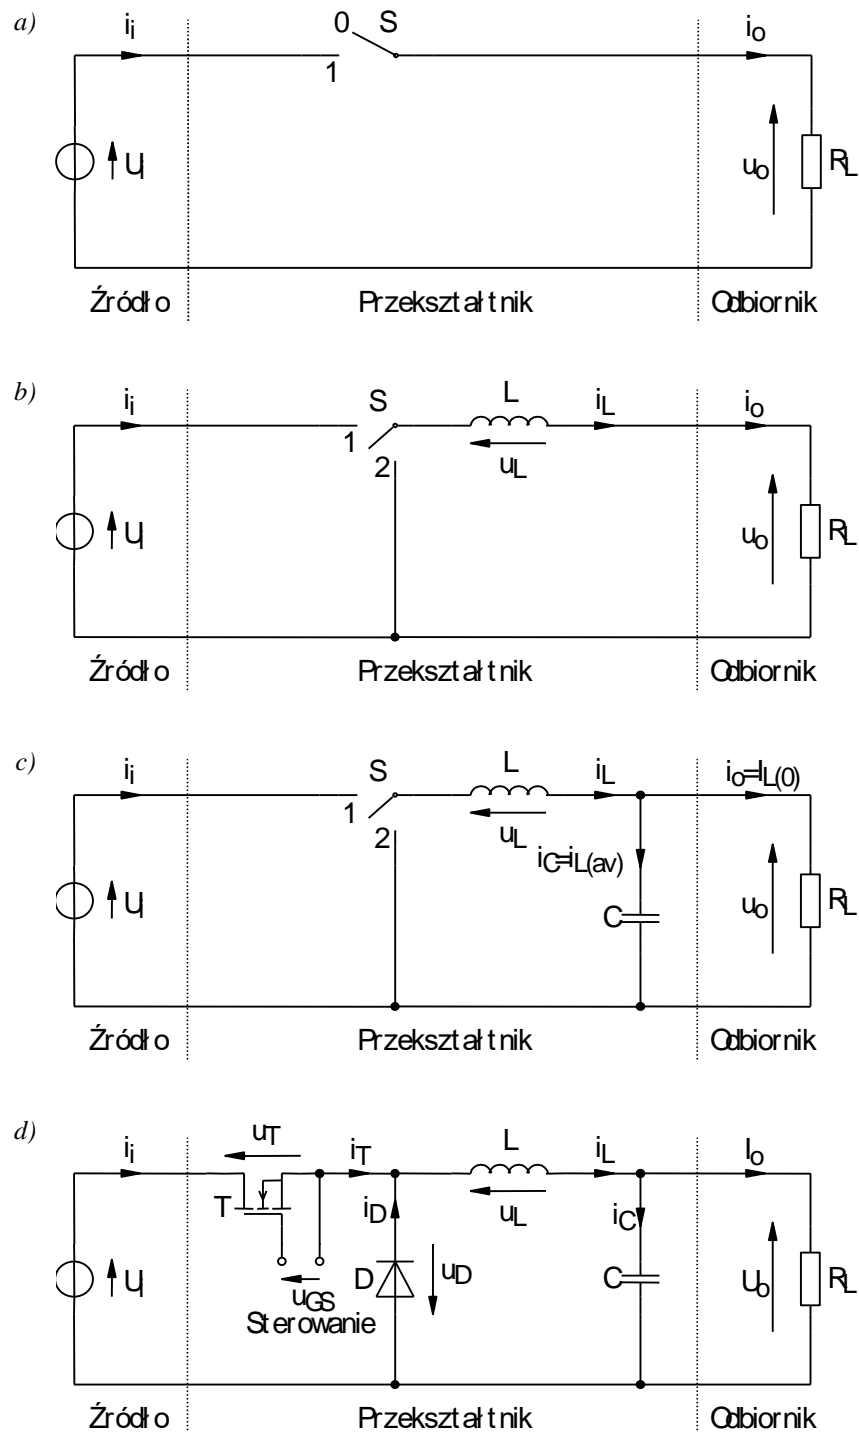 a)
i_i
0 S
1
i_o
U_i
u_o
R_L
Źródło
Przekształtnik
Odbiornik
b)
i_i
S
1
2
L
u_L
i_L
i_o
U_i
u_o
R_L
Źródło
Przekształtnik
Odbiornik
c)
i_i
S
1
2
L
u_L
i_L
i_o=I_L(0)
i_C=i_L(av)
C
U_i
u_o
R_L
Źródło
Przekształtnik
Odbiornik
d)
i_i
u_T
T
i_T
L
u_L
i_L
I_o
i_D
i_C
U_i
u_GS
Sterowanie
D
u_D
C
U_o
R_L
Źródło
Przekształtnik
Odbiornik